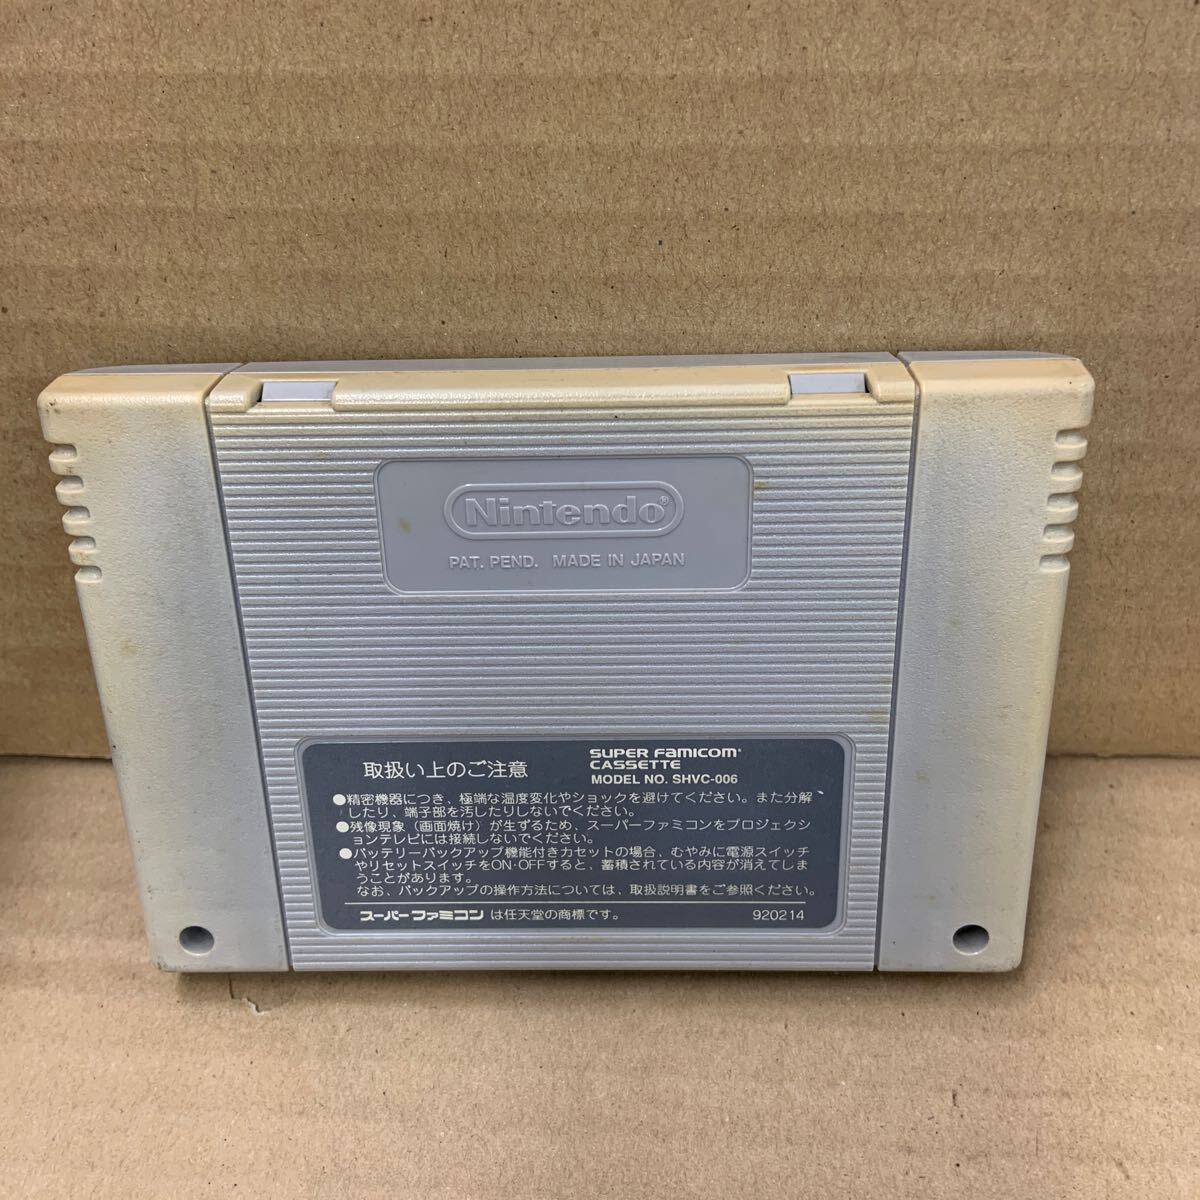 Nintendo®
PAT. PEND. MADE IN JAPAN
取扱い上のご注意
SUPER FAMICOM
CASSETTE
MODEL NO. SHVC-006
●精密機器につき、極端な温度変化やショックを避けてください。また分解
したり、端子部を汚したりしないでください。
●残像現象（画面焼け）が生ずるため、スーパーファミコンをプロジェクシ
ョンテレビには接続しないでください。
●バッテリーバックアップ機能付きカセットの場合、むやみに電源スイッチ
やリセットスイッチをON·OFFすると、蓄積されている内容が消えてしま
うことがあります。
なお、バックアップの操作方法については、取扱説明書をご参照ください。
スーパーファミコン は任天堂の商標です。
920214